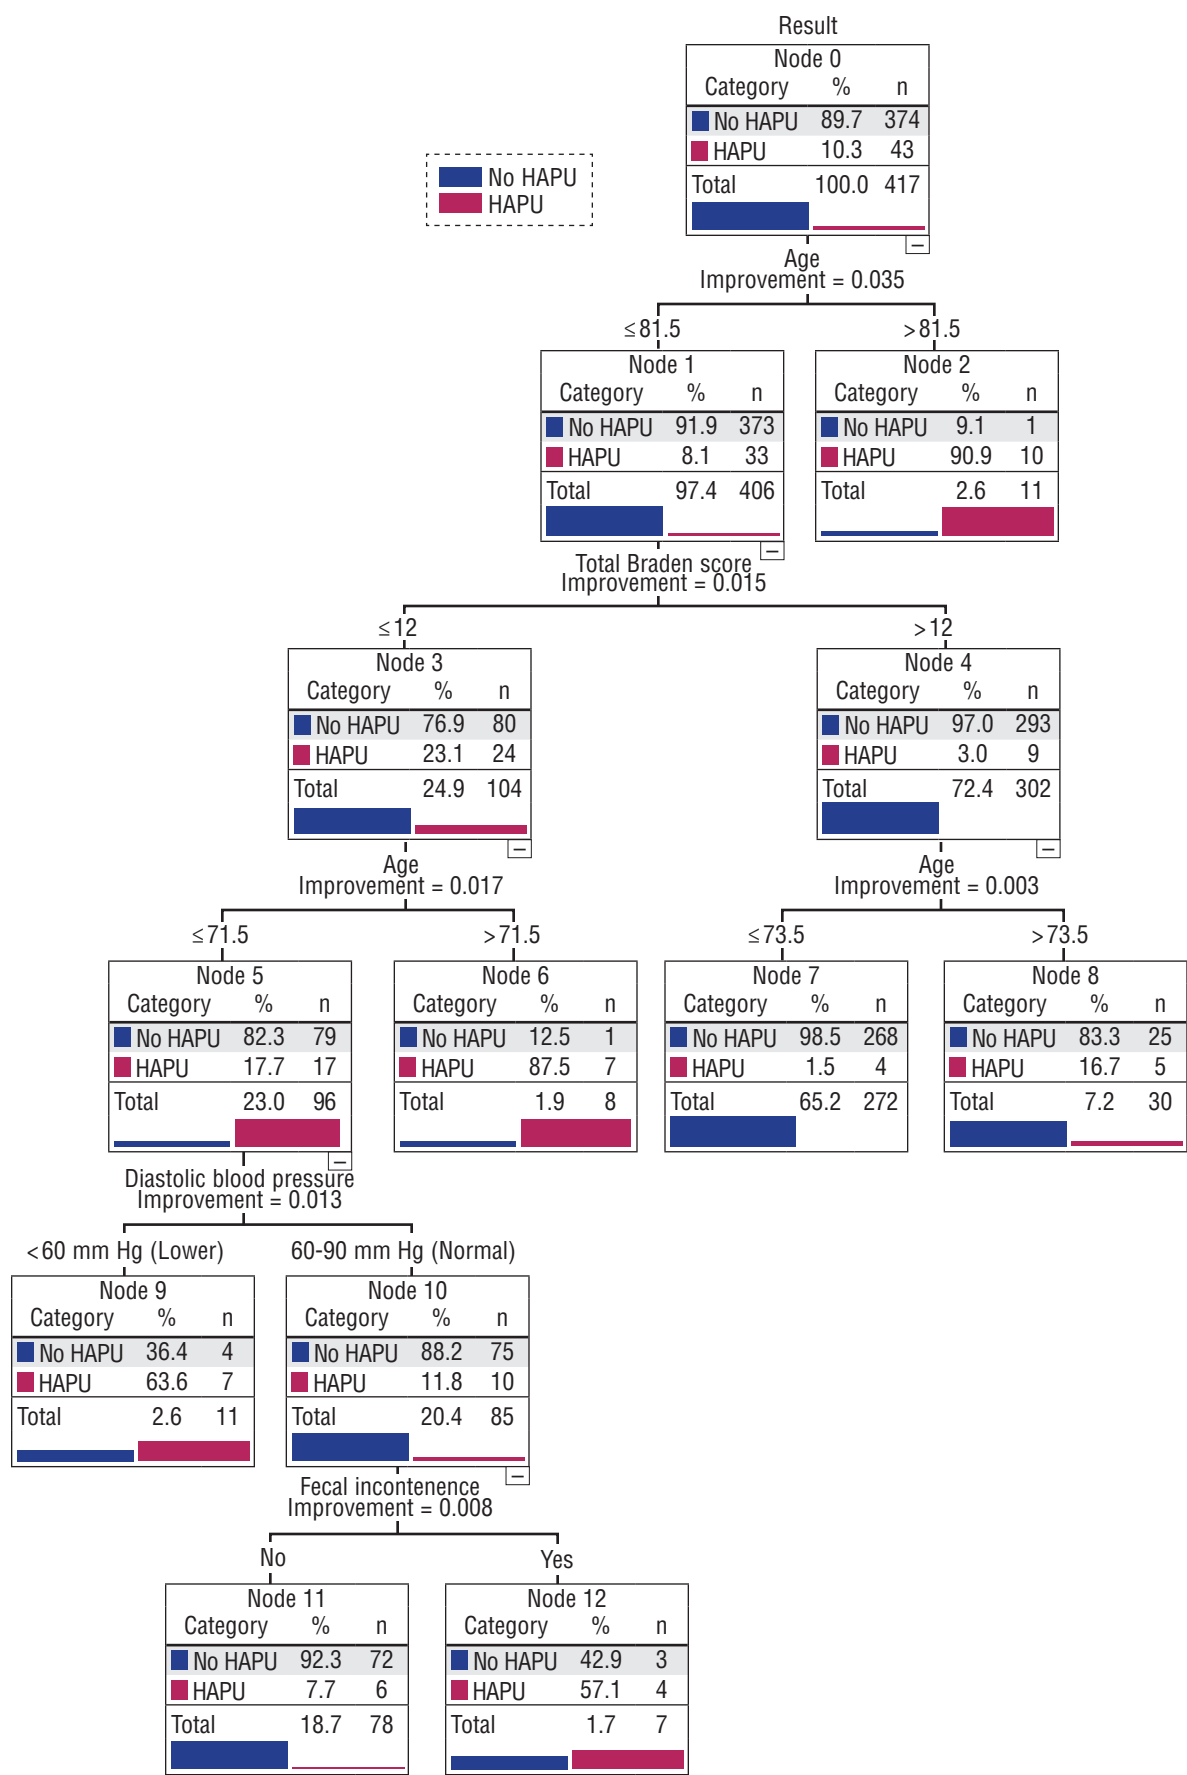 Result
Node 0
Category % n
No HAPU 89.7 374
HAPU 10.3 43
Total 100.0 417
No HAPU
HAPU
–
Age
Improvement = 0.035
≤81.5 >81.5
Node 1
Category % n
No HAPU 91.9 373
HAPU 8.1 33
Total 97.4 406
–
Node 2
Category % n
No HAPU 9.1 1
HAPU 90.9 10
Total 2.6 11
Total Braden score
Improvement = 0.015
≤12 >12
Node 3
Category % n
No HAPU 76.9 80
HAPU 23.1 24
Total 24.9 104
–
Node 4
Category % n
No HAPU 97.0 293
HAPU 3.0 9
Total 72.4 302
–
Age
Improvement = 0.017
Age
Improvement = 0.003
≤71.5 >71.5 ≤73.5 >73.5
Node 5
Category % n
No HAPU 82.3 79
HAPU 17.7 17
Total 23.0 96
–
Node 6
Category % n
No HAPU 12.5 1
HAPU 87.5 7
Total 1.9 8
Node 7
Category % n
No HAPU 98.5 268
HAPU 1.5 4
Total 65.2 272
Node 8
Category % n
No HAPU 83.3 25
HAPU 16.7 5
Total 7.2 30
Diastolic blood pressure
Improvement = 0.013
<60 mm Hg (Lower) 60-90 mm Hg (Normal)
Node 9
Category % n
No HAPU 36.4 4
HAPU 63.6 7
Total 2.6 11
Node 10
Category % n
No HAPU 88.2 75
HAPU 11.8 10
Total 20.4 85
–
Fecal incontenence
Improvement = 0.008
No Yes
Node 11
Category % n
No HAPU 92.3 72
HAPU 7.7 6
Total 18.7 78
Node 12
Category % n
No HAPU 42.9 3
HAPU 57.1 4
Total 1.7 7